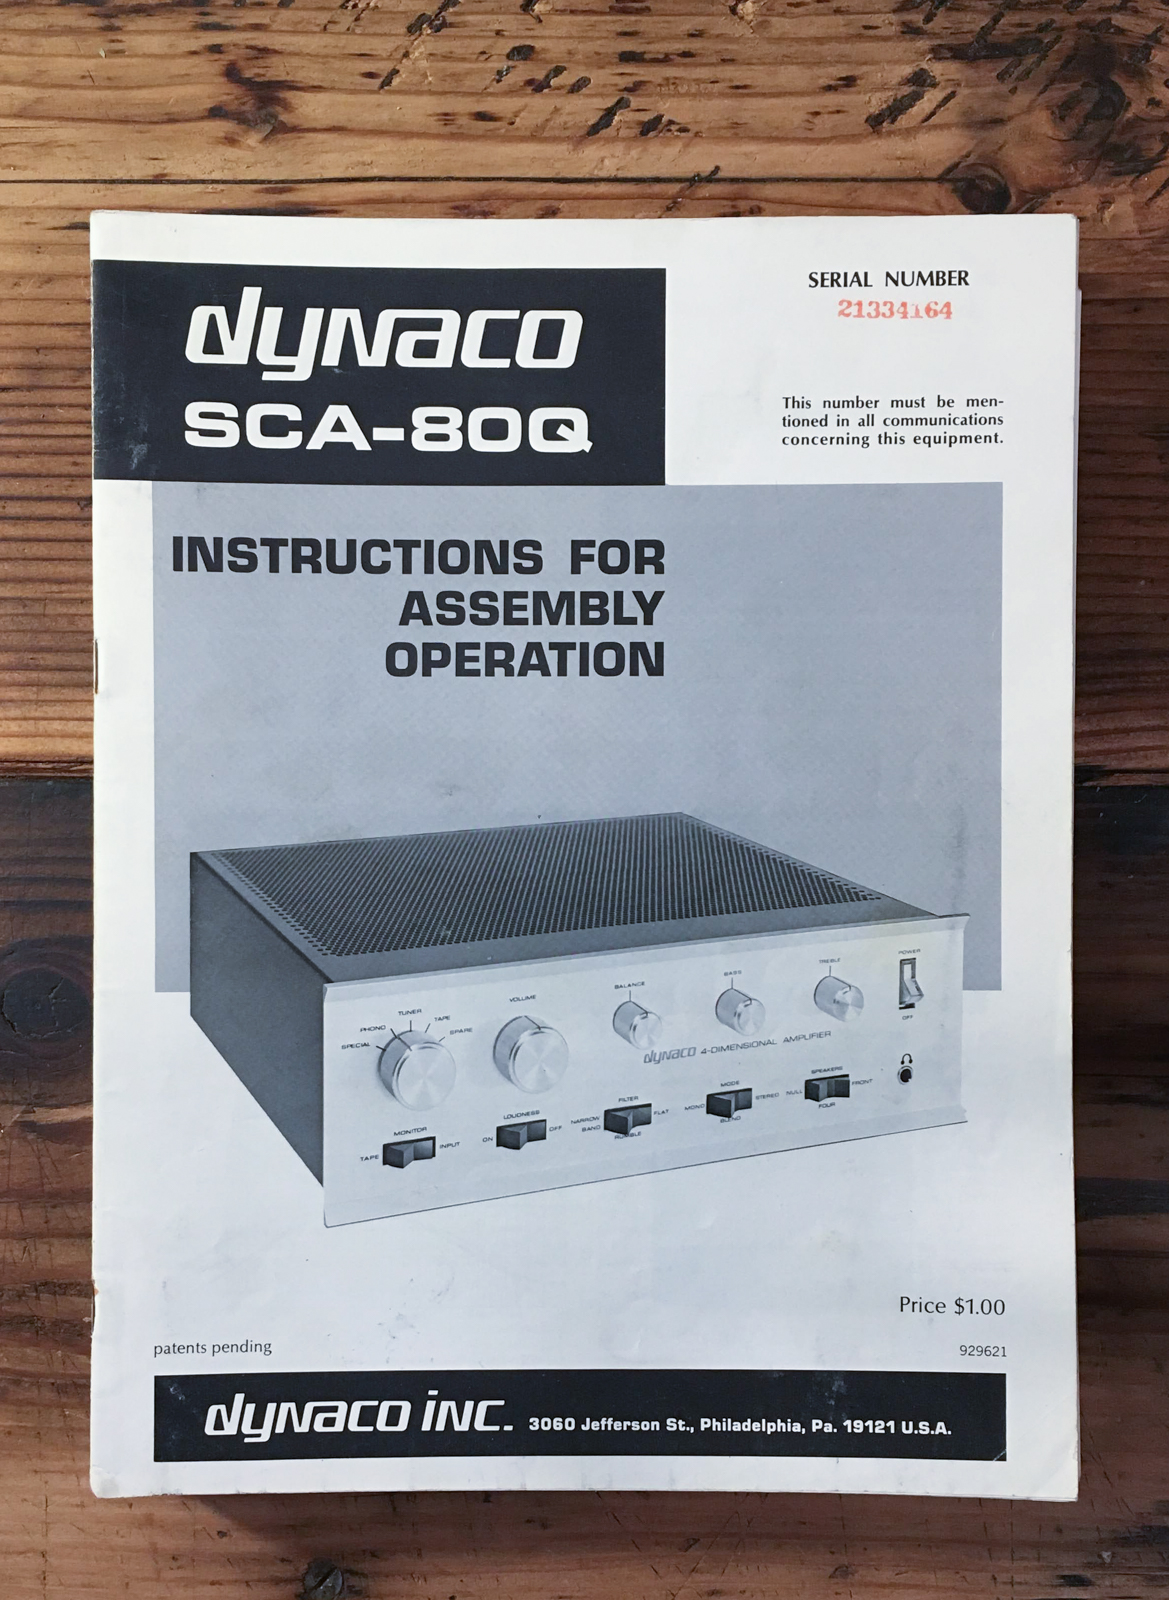 dynaco
SCA-80Q
SERIAL NUMBER
21334164
This number must be men-
tioned in all communications
concerning this equipment.
INSTRUCTIONS FOR
ASSEMBLY
OPERATION
POWER
OFF
TREBLE
BASS
BALANCE
VOLUME
SPECIAL
PHONO
TUNER
TAPE
SPARE
dynaco 4-DIMENSIONAL AMPLIFIER
MONITOR
TAPE
INPUT
LOUDNESS
ON
OFF
FILTER
NARROW
BAND
FLAT
RUMBLE
MODE
MONO
STEREO
BLEND
SPEAKERS
NULL
FRONT
FOUR
Price $1.00
patents pending
929621
dynaco inc. 3060 Jefferson St., Philadelphia, Pa. 19121 U.S.A.